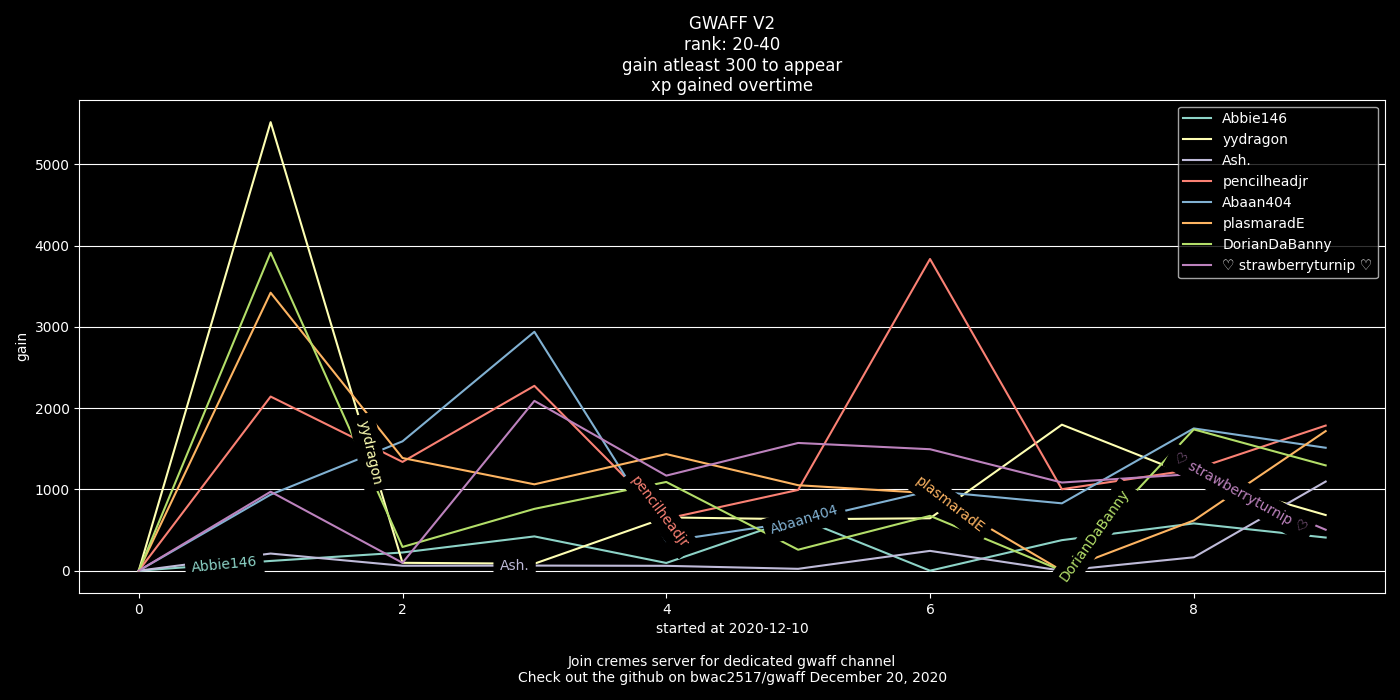 GWAFF V2
rank: 20-40
gain atleast 300 to appear
xp gained overtime
Abbie146
yydragon
Ash.
pencilheadjr
Abaan404
plasmaradE
DorianDaBanny
♡ strawberryturnip ♡
gain
5000
4000
3000
2000
1000
0
yydragon
pencilheadjr
Abaan404
plasmaradE
DorianDaBanny
♡ strawberryturnip ♡
Abbie146
Ash.
0 2 4 6 8
started at 2020-12-10
Join cremes server for dedicated gwaff channel
Check out the github on bwac2517/gwaff December 20, 2020